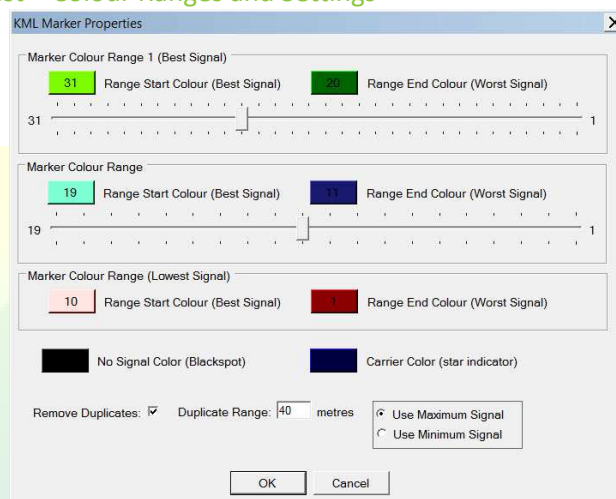 Colour Ranges and Settings
KML Marker Properties
Marker Colour Range 1 (Best Signal)
31 Range Start Colour (Best Signal) 20 Range End Colour (Worst Signal)
31 1
Marker Colour Range
19 Range Start Colour (Best Signal) 11 Range End Colour (Worst Signal)
19 1
Marker Colour Range (Lowest Signal)
10 Range Start Colour (Best Signal) 1 Range End Colour (Worst Signal)
No Signal Color (Blackspot) Carrier Color (star indicator)
Remove Duplicates: Duplicate Range: 40 metres Use Maximum Signal
Use Minimum Signal
OK Cancel